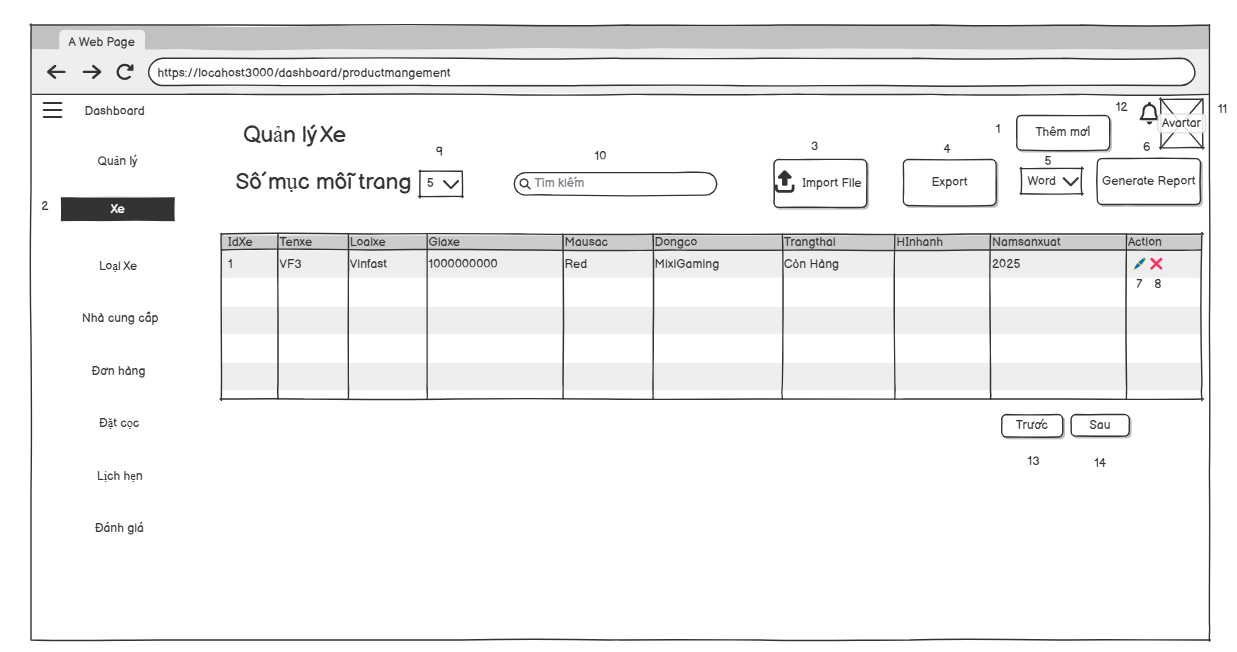 A Web Page
https://locahost3000/dashboard/productmangement
Dashboard
12
11
Avartar
Quản lý Xe
1
Thêm mơi
Quản lý
9
10
3
4
5
6
Số mục mỗi trang
5
Tìm kiếm
Import File
Export
Word
Generate Report
2
Xe
IdXe Tenxe Loaixe Giaxe Mausac Dongco Trangthai HInhanh Namsanxuat Action
1 VF3 Vinfast 1000000000 Red MixiGaming Còn Hàng 2025
7 8
Loại Xe
Nhà cung cấp
Đơn hàng
Đặt cọc
Lịch hẹn
Đánh giá
Trước
Sau
13
14